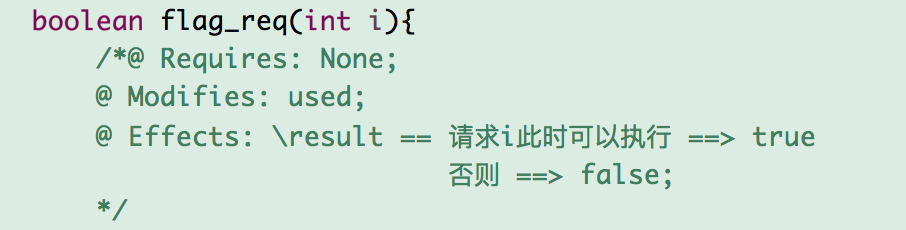 boolean flag_req(int i){
/*@ Requires: None;
@ Modifies: used;
@ Effects: \result == 请求i此时可以执行 ==> true
否则 ==> false;
*/